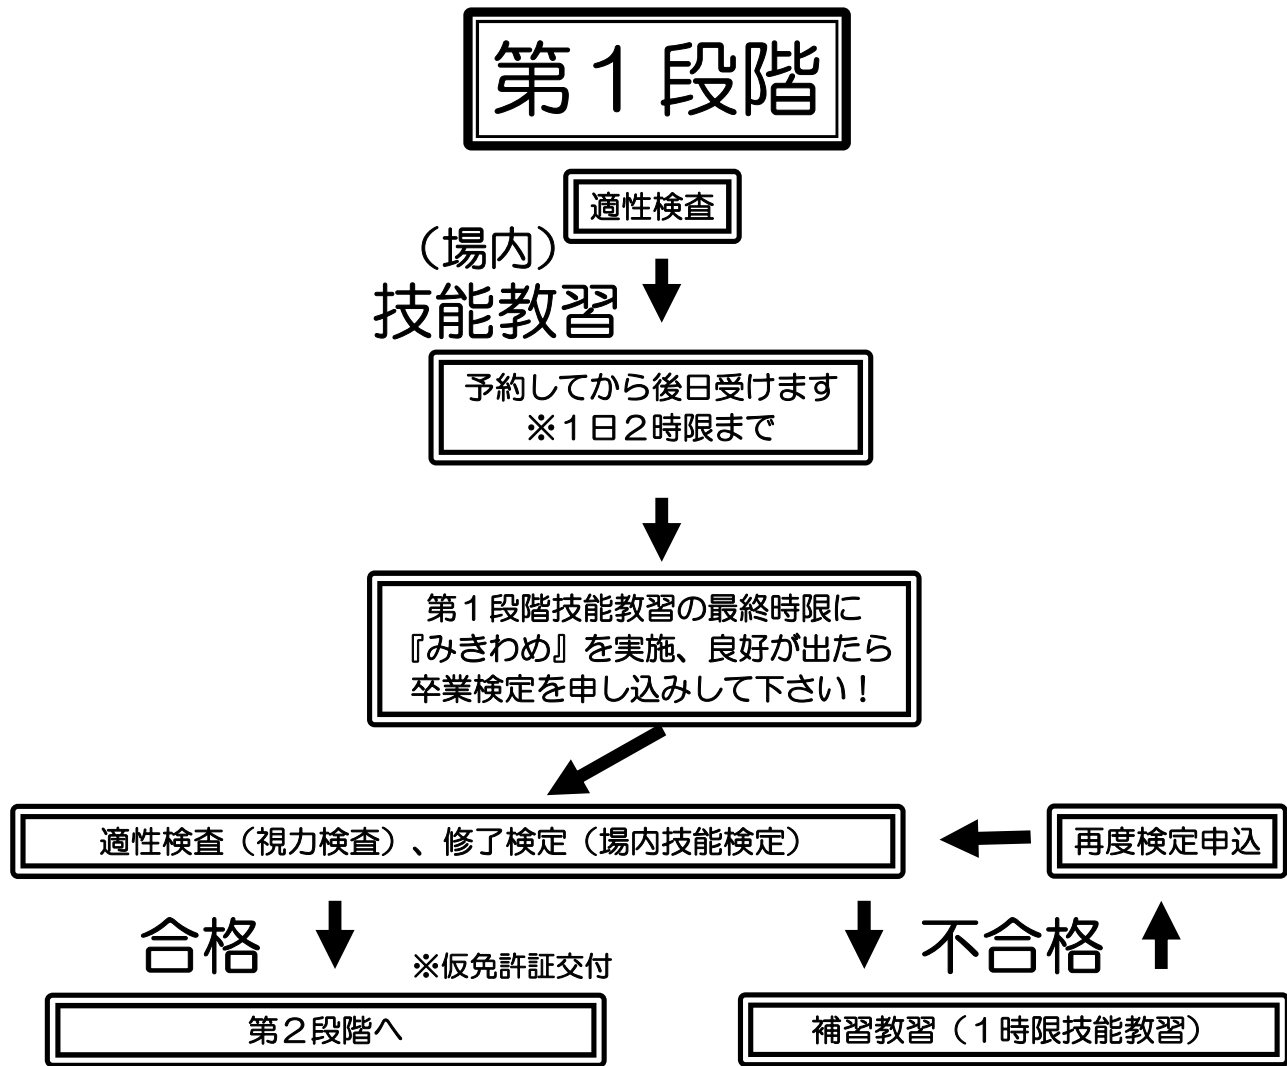 第１段階
適性検査
（場内）
技能教習
予約してから後日受けます
※１日２時限まで
第１段階技能教習の最終時限に
『みきわめ』を実施、良好が出たら
卒業検定を申し込みして下さい！
適性検査（視力検査）、修了検定（場内技能検定）
再度検定申込
合格
※仮免許証交付
不合格
第２段階へ
補習教習（１時限技能教習）